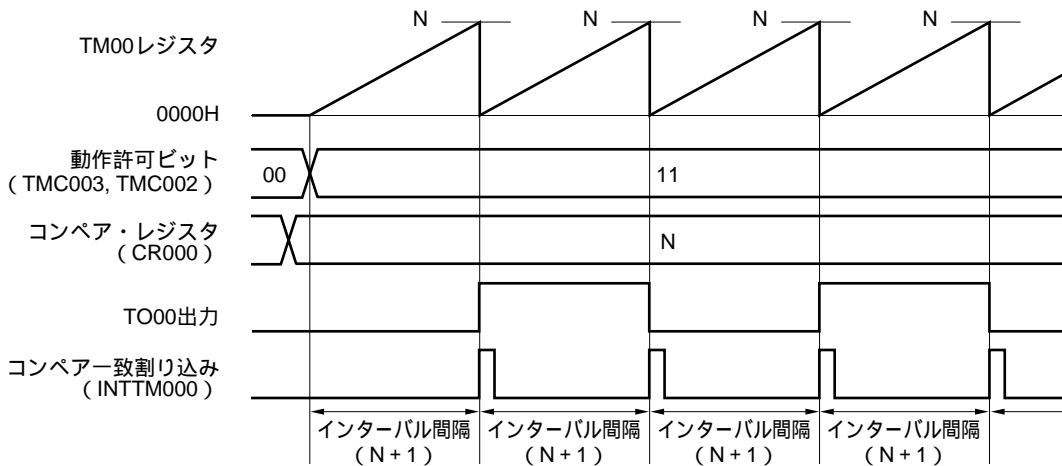 N N N N
TM00レジスタ
0000H
動作許可ビット
(TMC003, TMC002)
00 11
コンペア・レジスタ
(CR000)
N
TO00出力
コンペア一致割り込み
(INTTM000)
インターバル間隔 インターバル間隔 インターバル間隔 インターバル間隔
(N+1) (N+1) (N+1) (N+1)